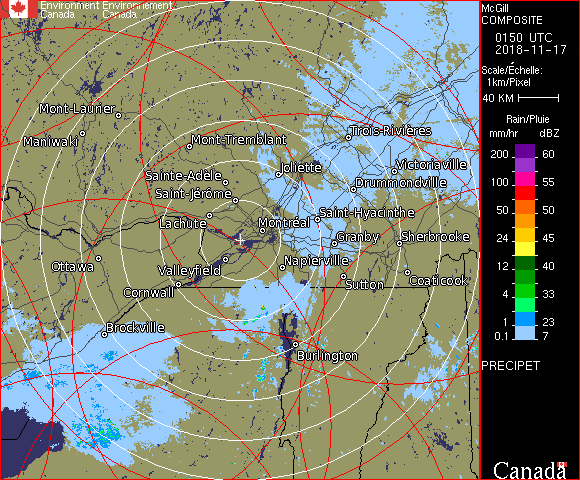 Environment Environnement
Canada Canada
McGill
COMPOSITE
0150 UTC
2018-11-17
Scale/Échelle:
1km/Pixel
40 KM
Rain/Pluie
mm/hr dBZ
200 60
100 55
50 50
24 45
12 40
4 33
1 23
0.1 7
PRECIPET
Canada
Mont-Laurier
Maniwaki
Mont-Tremblant
Trois-Rivières
Joliette
Victoriaville
Sainte-Adèle
Drummondville
Saint-Jérôme
Saint-Hyacinthe
Lachute
Montréal
Granby
Sherbrooke
Ottawa
Valleyfield
Napierville
Cornwall
Sutton
Coaticook
Brockville
Burlington